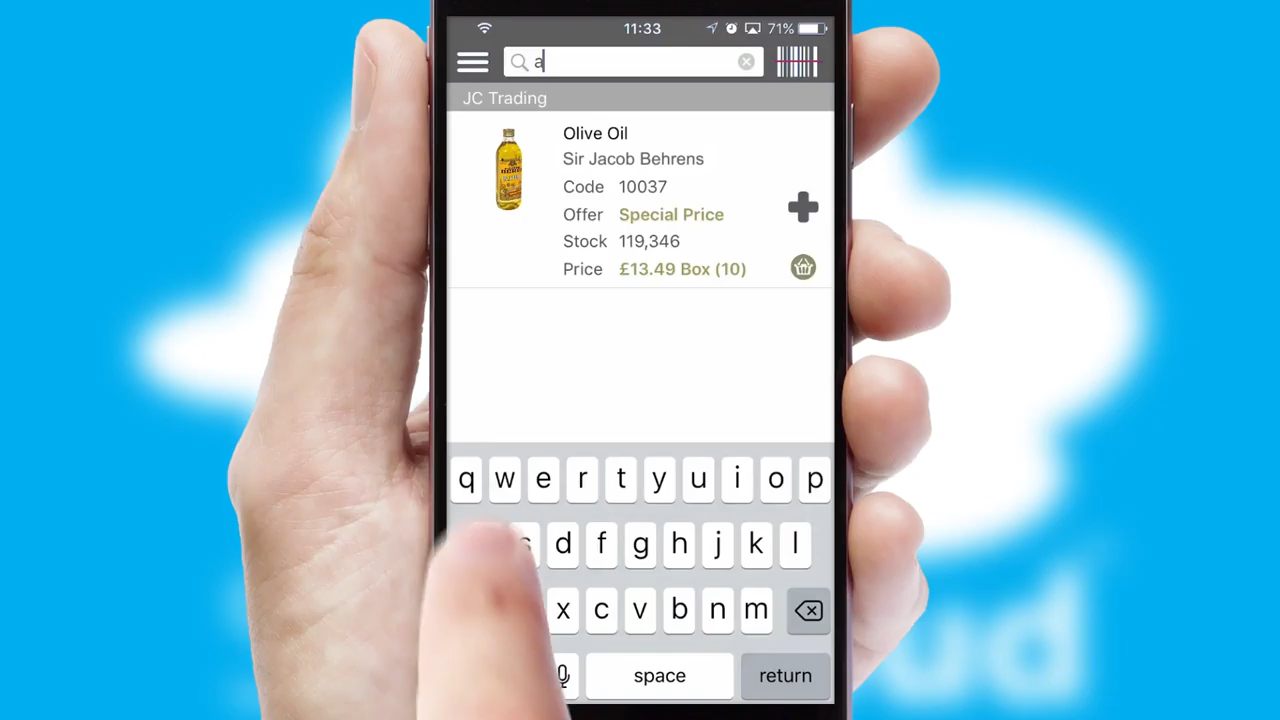 11:33
71%
a
JC Trading
Olive Oil
Sir Jacob Behrens
Code 10037
Offer Special Price
Stock 119,346
Price £13.49 Box (10)
q w e r t y u i o p
s d f g h j k l
x c v b n m
space return
ud